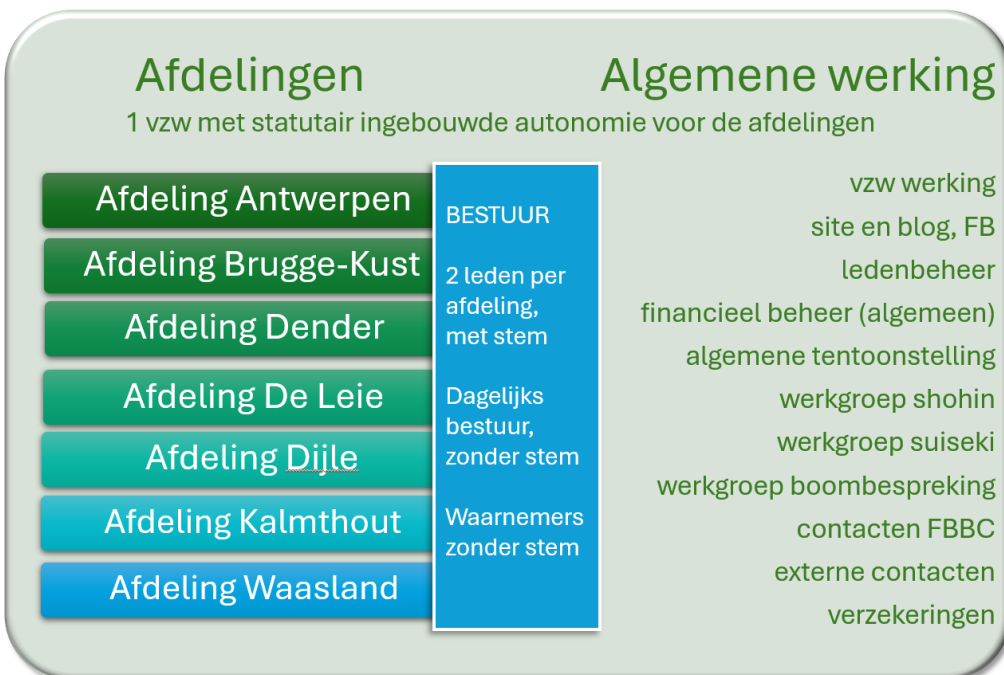 Afdelingen
Algemene werking
1 vzw met statutair ingebouwde autonomie voor de afdelingen
Afdeling Antwerpen
Afdeling Brugge-Kust
Afdeling Dender
Afdeling De Leie
Afdeling Dijle
Afdeling Kalmthout
Afdeling Waasland
BESTUUR
2 leden per
afdeling,
met stem
Dagelijks
bestuur,
zonder stem
Waarnemers
zonder stem
vzw werking
site en blog, FB
ledenbeheer
financieel beheer (algemeen)
algemene tentoonstelling
werkgroep shohin
werkgroep suiseki
werkgroep boombespreking
contacten FBBC
externe contacten
verzekeringen